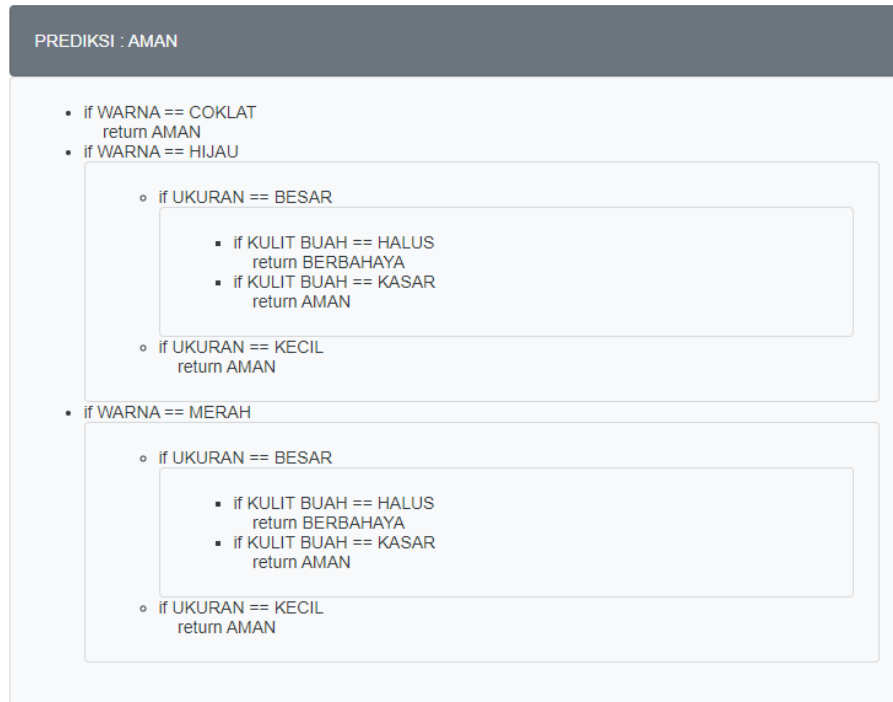 PREDIKSI : AMAN
if WARNA == COKLAT
return AMAN
if WARNA == HIJAU
if UKURAN == BESAR
if KULIT BUAH == HALUS
return BERBAHAYA
if KULIT BUAH == KASAR
return AMAN
if UKURAN == KECIL
return AMAN
if WARNA == MERAH
if UKURAN == BESAR
if KULIT BUAH == HALUS
return BERBAHAYA
if KULIT BUAH == KASAR
return AMAN
if UKURAN == KECIL
return AMAN